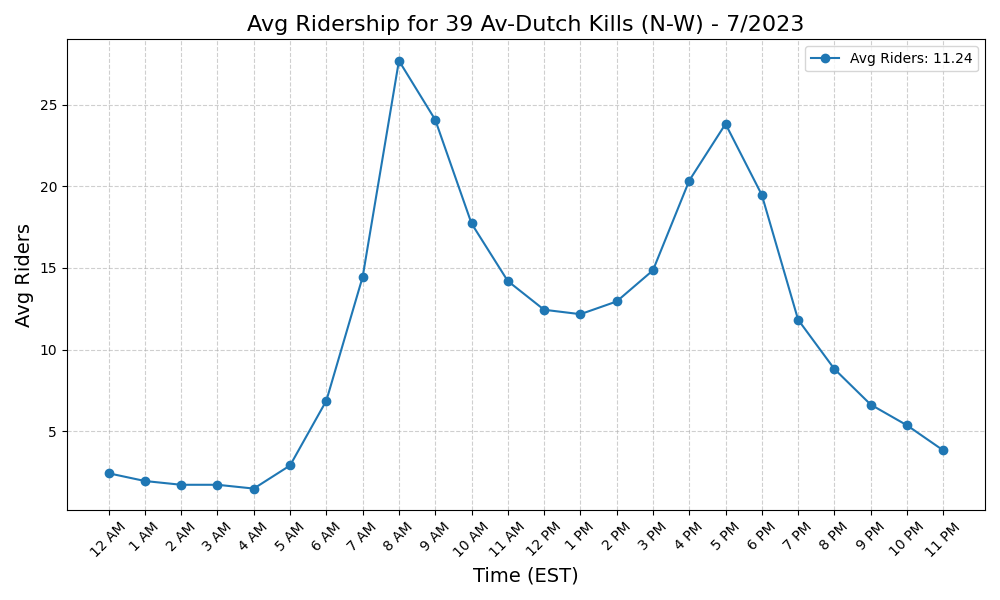 Avg Ridership for 39 Av-Dutch Kills (N-W) - 7/2023
Avg Riders: 11.24
Avg Riders
25
20
15
10
5
12 AM
1 AM
2 AM
3 AM
4 AM
5 AM
6 AM
7 AM
8 AM
9 AM
10 AM
11 AM
12 PM
1 PM
2 PM
3 PM
4 PM
5 PM
6 PM
7 PM
8 PM
9 PM
10 PM
11 PM
Time (EST)